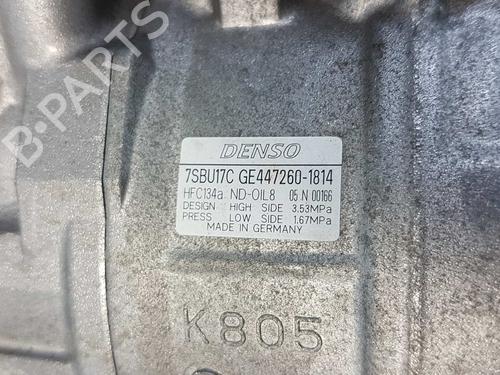 B-PARTS
DENSO
7SBU17C GE447260-1814
HFC134a ND-OIL8 05 N 00166
DESIGN HIGH SIDE 3.53MPa
PRESS LOW SIDE 1.67MPa
MADE IN GERMANY
K805